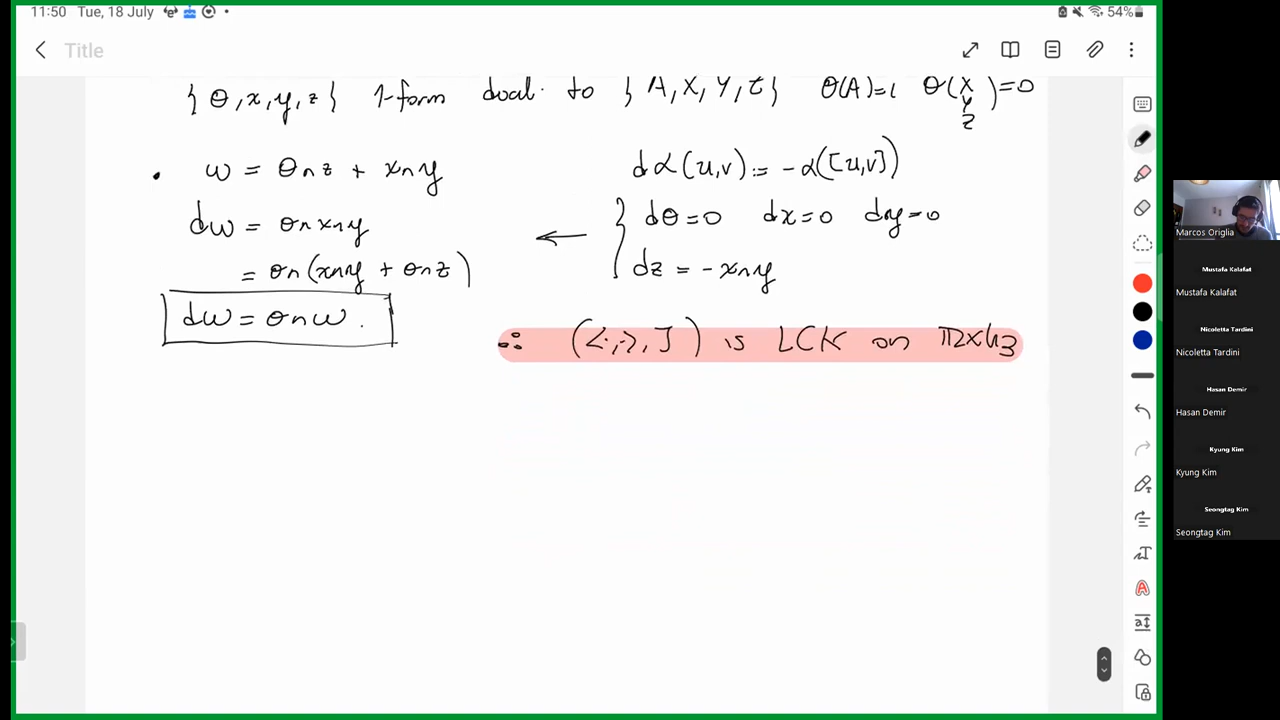 11:50 Tue, 18 July
54%
Title
{ θ, x, y, z } 1-form dual. to { A, X, Y, Z } θ(A)=1 θ(X
Y
Z )=0
• ω = θ∧z + x∧y
dα(u,v) := -α([u,v])
dω = θ∧x∧y
← { dθ=0 dx=0 dy=0
= θ∧(x∧y + θ∧z)
dz = -x∧y
dω = θ∧ω.
∴ (<·,·>, J) is LCK on ℝ×h₃
Marcos Origlia
Mustafa Kalafat
Mustafa Kalafat
Nicoletta Tardini
Nicoletta Tardini
Hasan Demir
Hasan Demir
Kyung Kim
Kyung Kim
Seongtag Kim
Seongtag Kim